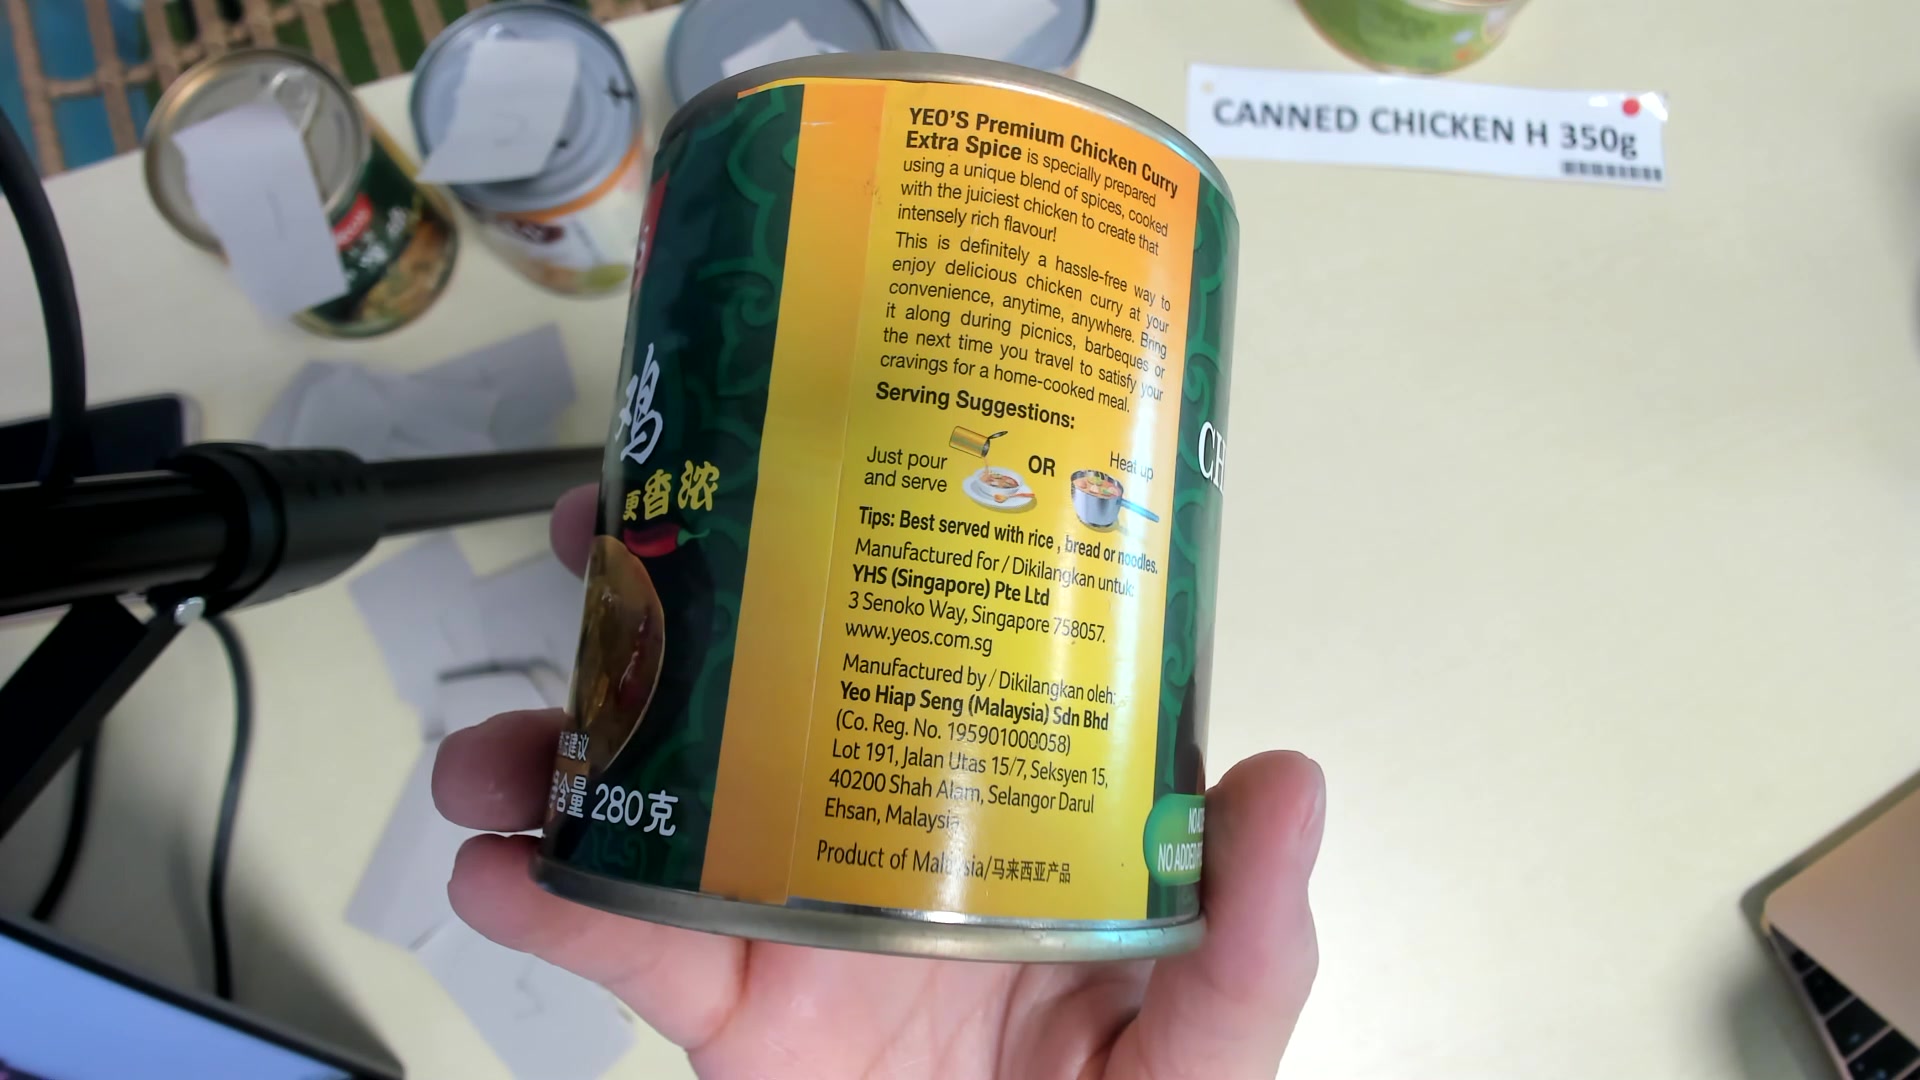 CANNED CHICKEN H 350g
YEO'S Premium Chicken Curry
Extra Spice is specially prepared
using a unique blend of spices, cooked
with the juiciest chicken to create that
intensely rich flavour!
This is definitely a hassle-free way to
enjoy delicious chicken curry at your
convenience, anytime, anywhere. Bring
it along during picnics, barbeques or
the next time you travel to satisfy your
cravings for a home-cooked meal.
Serving Suggestions:
Just pour
and serve
OR
Heat up
Tips: Best served with rice , bread or noodles.
Manufactured for / Dikilangkan untuk:
YHS (Singapore) Pte Ltd
3 Senoko Way, Singapore 758057.
www.yeos.com.sg
Manufactured by / Dikilangkan oleh:
Yeo Hiap Seng (Malaysia) Sdn Bhd
(Co. Reg. No. 195901000058)
Lot 191, Jalan Utas 15/7, Seksyen 15,
40200 Shah Alam, Selangor Darul
Ehsan, Malaysia
Product of Malaysia/马来西亚产品
鸡
更香浓
建议
含量 280克
CH
NO ADDED